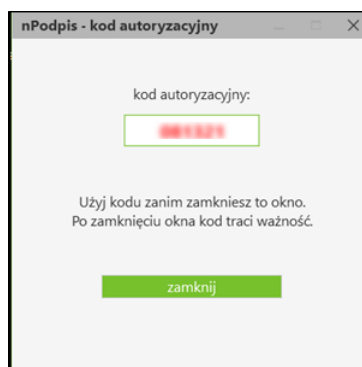 nPodpis - kod autoryzacyjny
kod autoryzacyjny:
Użyj kodu zanim zamkniesz to okno.
Po zamknięciu okna kod traci ważność.
zamknij